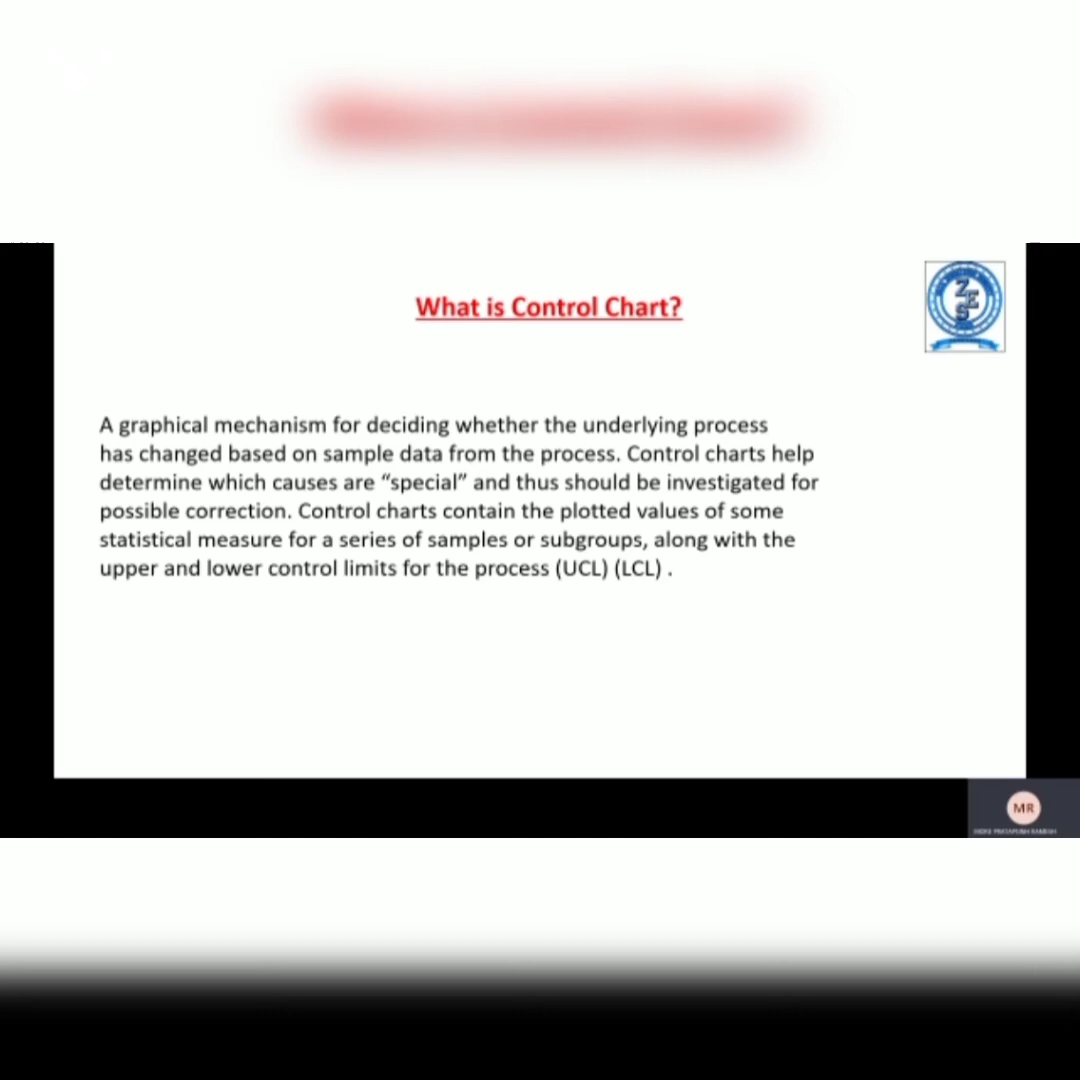 What is Control Chart?
ZES
A graphical mechanism for deciding whether the underlying process
has changed based on sample data from the process. Control charts help
determine which causes are “special” and thus should be investigated for
possible correction. Control charts contain the plotted values of some
statistical measure for a series of samples or subgroups, along with the
upper and lower control limits for the process (UCL) (LCL) .
MR